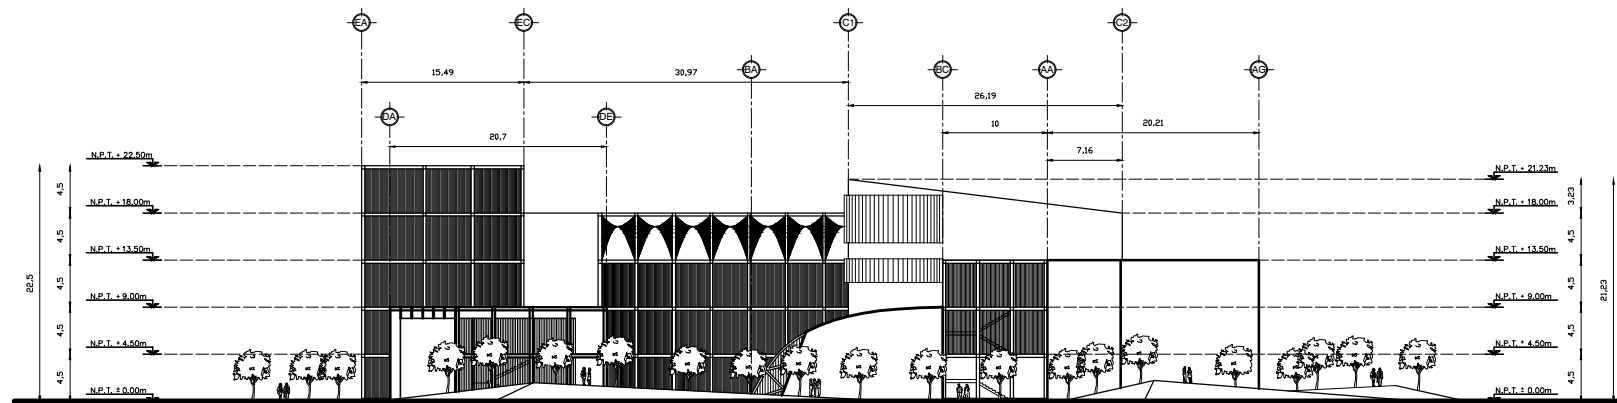 EA
EC
C1
C2
BA
BC
AA
AG
15,49
30,97
26,19
DA
DE
10
20,21
20,7
7,16
N.P.T. + 22.50m
N.P.T. + 18.00m
N.P.T. + 13.50m
N.P.T. + 9.00m
N.P.T. + 4.50m
N.P.T. ± 0.00m
22,5
4,5
4,5
4,5
4,5
4,5
N.P.T. + 21,23m
N.P.T. + 18.00m
N.P.T. + 13.50m
N.P.T. + 9.00m
N.P.T. + 4.50m
N.P.T. ± 0.00m
3,23
4,5
4,5
4,5
4,5
21,23